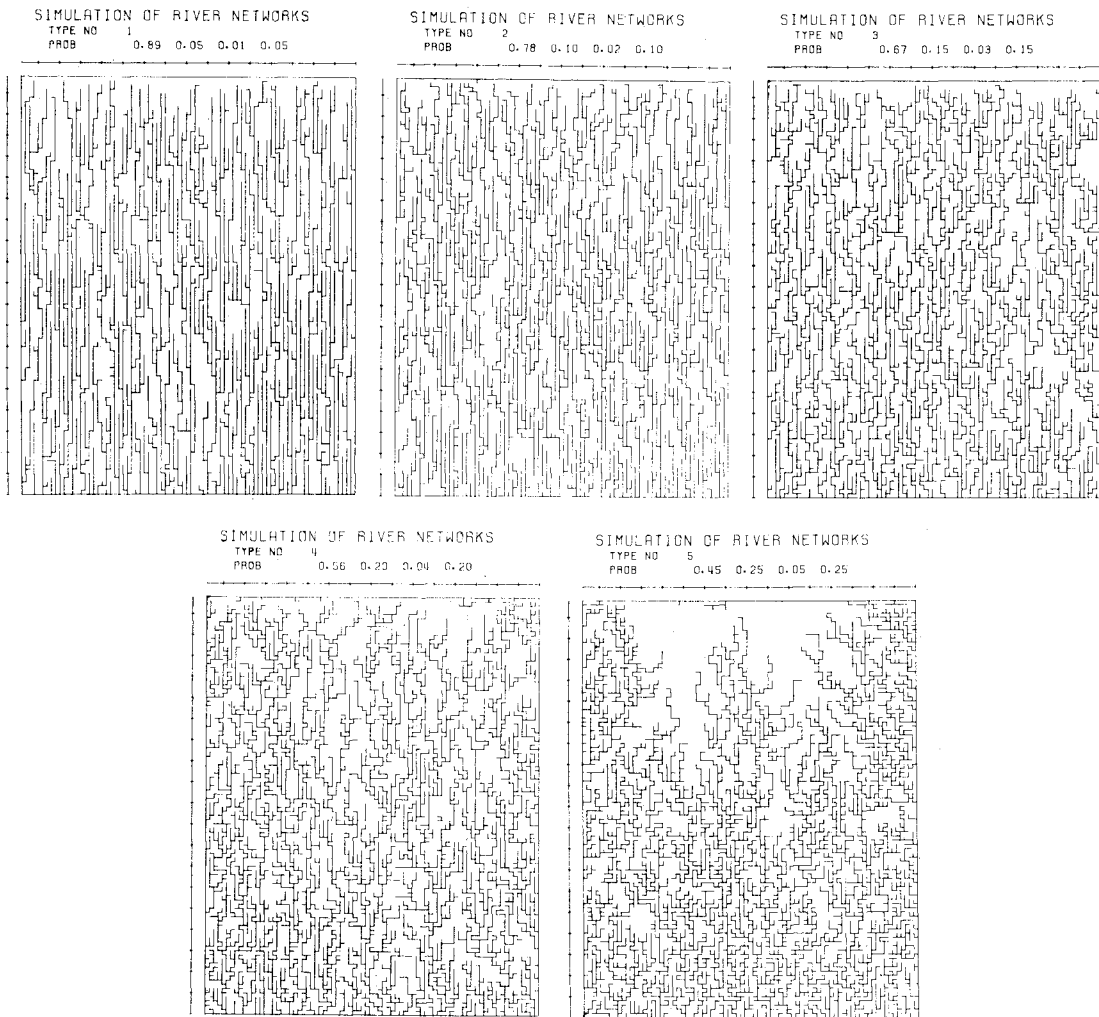 SIMULATION OF RIVER NETWORKS
TYPE NO 1
PROB 0.89 0.05 0.01 0.05
SIMULATION OF RIVER NETWORKS
TYPE NO 2
PROB 0.78 0.10 0.02 0.10
SIMULATION OF RIVER NETWORKS
TYPE NO 3
PROB 0.67 0.15 0.03 0.15
SIMULATION OF RIVER NETWORKS
TYPE NO 4
PROB 0.56 0.20 0.04 0.20
SIMULATION OF RIVER NETWORKS
TYPE NO 5
PROB 0.45 0.25 0.05 0.25